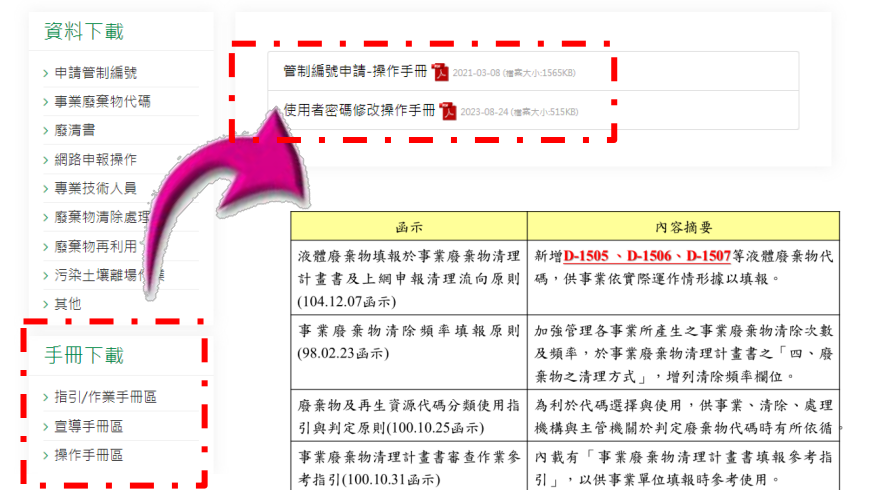 資料下載
申請管制編號
事業廢棄物代碼
廢清書
網路申報操作
專業技術人員
廢棄物清除處理
廢棄物再利用
污染土壤離場作業
其他
手冊下載
指引/作業手冊區
宣導手冊區
操作手冊區
管制編號申請-操作手冊 2021-03-08 (檔案大小:1565KB)
使用者密碼修改操作手冊 2023-08-24 (檔案大小:515KB)
函示 內容摘要
液體廢棄物填報於事業廢棄物清理
計畫書及上網申報清理流向原則
(104.12.07函示)
新增D-1505、D-1506、D-1507等液體廢棄物代
碼，供事業依實際運作情形據以填報。
事業廢棄物清除頻率填報原則
(98.02.23函示)
加強管理各事業所產生之事業廢棄物清除次數
及頻率，於事業廢棄物清理計畫書之「四、廢
棄物之清理方式」，增列清除頻率欄位。
廢棄物及再生資源代碼分類使用指
引與判定原則(100.10.25函示)
為利於代碼選擇與使用，供事業、清除、處理
機構與主管機關於判定廢棄物代碼時有所依循。
事業廢棄物清理計畫書審查作業參
考指引(100.10.31函示)
內載有「事業廢棄物清理計畫書填報參考指
引」，以供事業單位填報時參考使用。